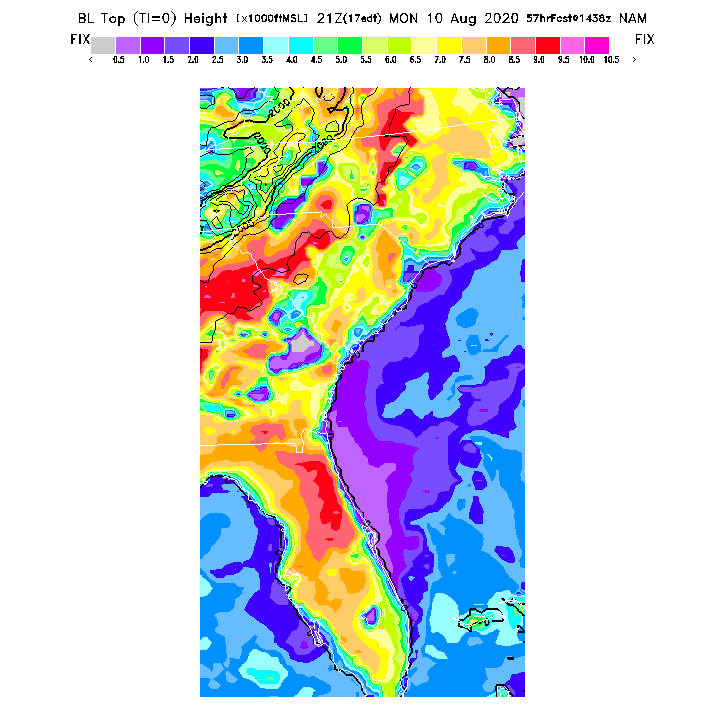 BL Top (TI=0) Height [x1000ftMSL] 21Z(17edt) MON 10 Aug 2020 57hrFcst@1438z NAM
FIX FIX
< 0.5 1.0 1.5 2.0 2.5 3.0 3.5 4.0 4.5 5.0 5.5 6.0 6.5 7.0 7.5 8.0 8.5 9.0 9.5 10.0 10.5 >
2000